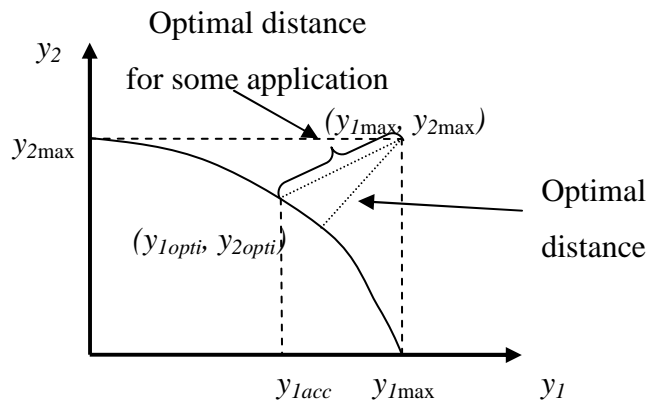 Optimal distance
for some application
y2
(y1max, y2max)
y2max
Optimal
distance
(y1opti, y2opti)
y1acc
y1max
y1